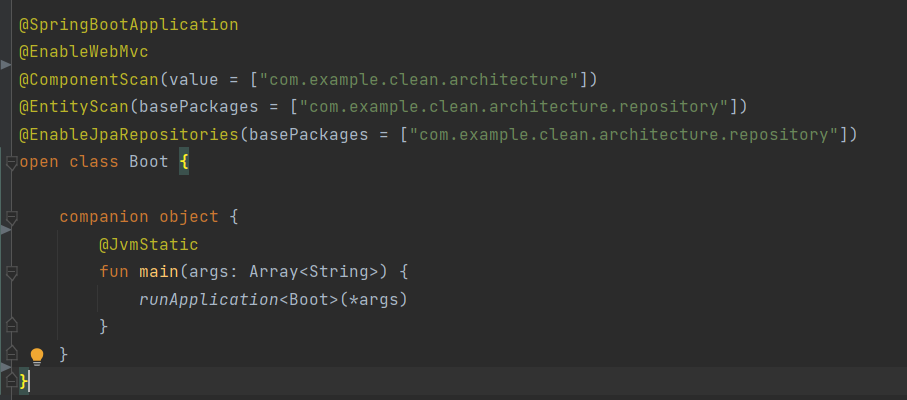 @SpringBootApplication
@EnableWebMvc
@ComponentScan(value = ["com.example.clean.architecture"])
@EntityScan(basePackages = ["com.example.clean.architecture.repository"])
@EnableJpaRepositories(basePackages = ["com.example.clean.architecture.repository"])
open class Boot {
companion object {
@JvmStatic
fun main(args: Array<String>) {
runApplication<Boot>(*args)
}
}
}